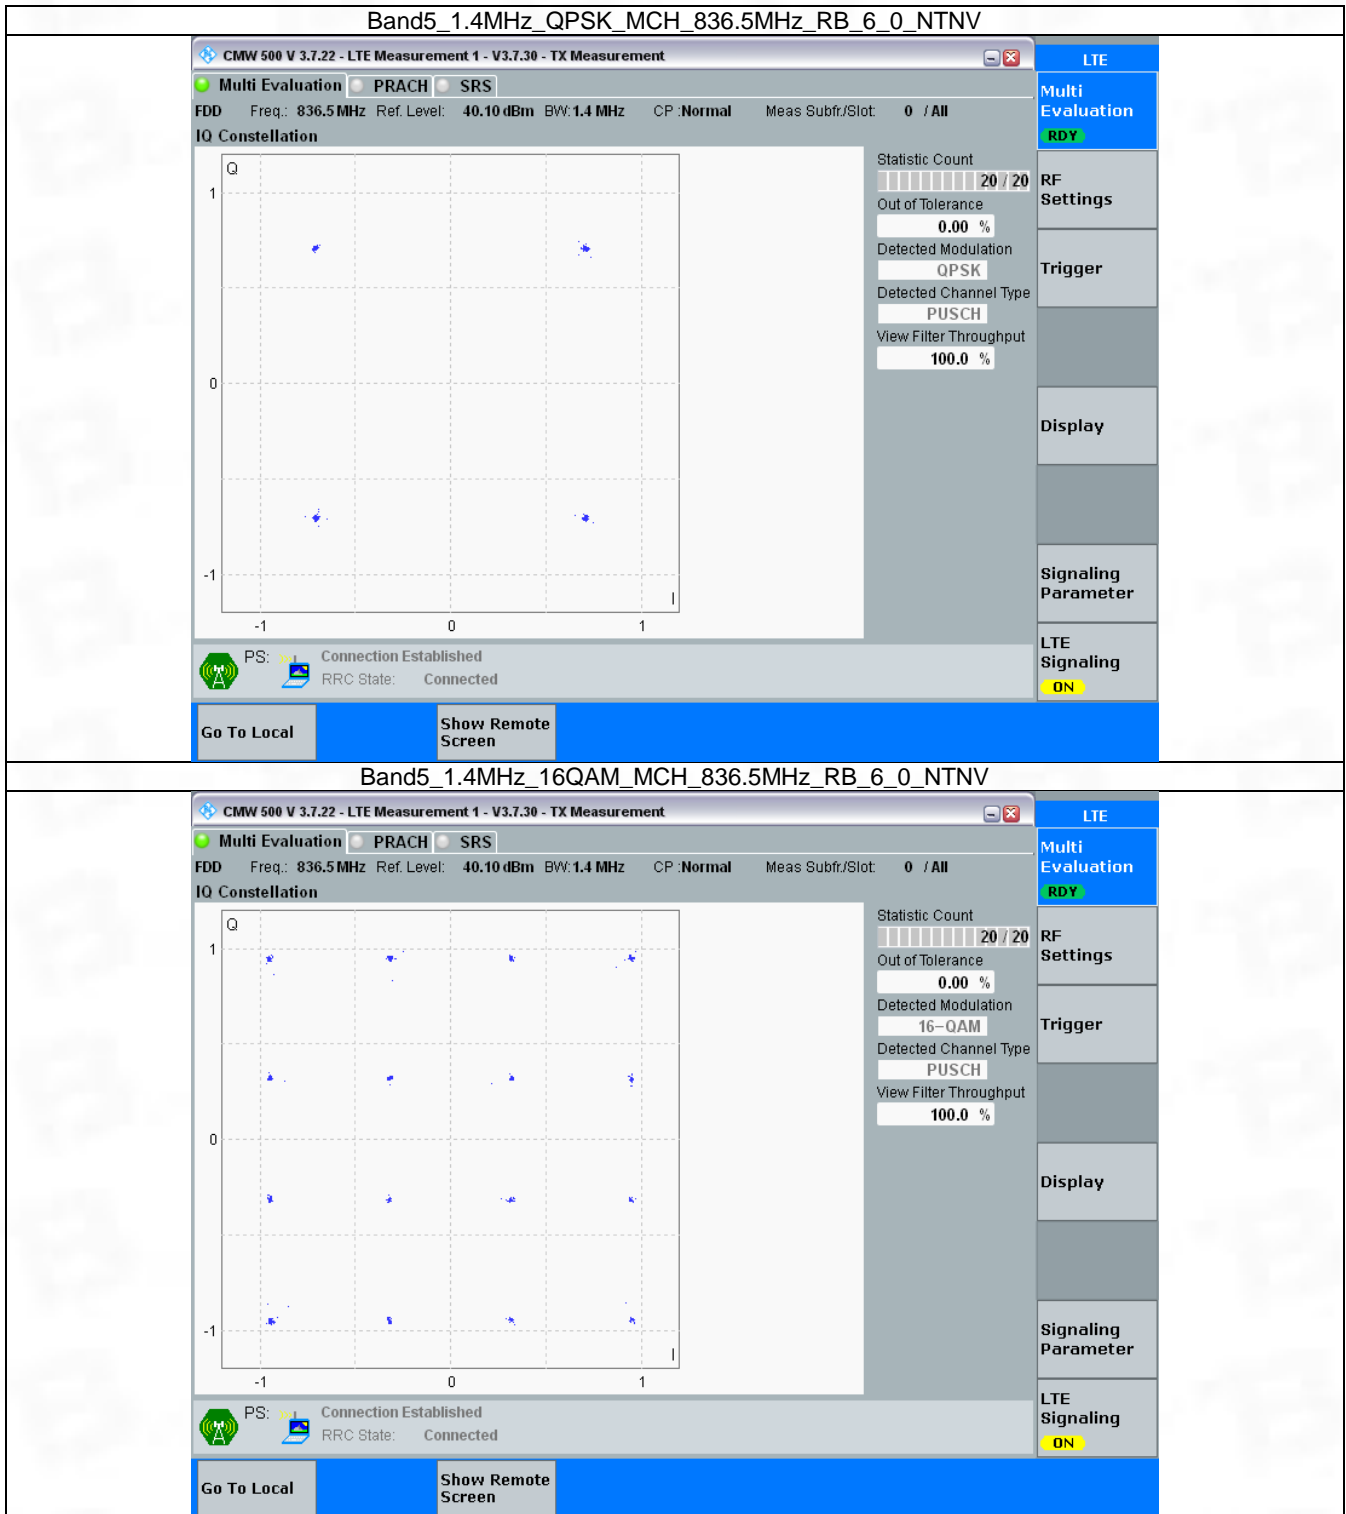 Band5_1.4MHz_QPSK_MCH_836.5MHz_RB_6_0_NTNV
CMW 500 V 3.7.22 - LTE Measurement 1 - V3.7.30 - TX Measurement
LTE
Multi Evaluation PRACH SRS
Multi
Evaluation
RDY
FDD Freq.: 836.5 MHz Ref. Level: 40.10 dBm BW: 1.4 MHz CP : Normal Meas Subfr./Slot: 0 / All
IQ Constellation
Q
1
0
-1
I
-1 0 1
Statistic Count
20 / 20
Out of Tolerance
0.00 %
Detected Modulation
QPSK
Detected Channel Type
PUSCH
View Filter Throughput
100.0 %
RF
Settings
Trigger
Display
Signaling
Parameter
LTE
Signaling
ON
PS: Connection Established
RRC State: Connected
Go To Local
Show Remote
Screen
Band5_1.4MHz_16QAM_MCH_836.5MHz_RB_6_0_NTNV
CMW 500 V 3.7.22 - LTE Measurement 1 - V3.7.30 - TX Measurement
LTE
Multi Evaluation PRACH SRS
Multi
Evaluation
RDY
FDD Freq.: 836.5 MHz Ref. Level: 40.10 dBm BW: 1.4 MHz CP : Normal Meas Subfr./Slot: 0 / All
IQ Constellation
Q
1
0
-1
I
-1 0 1
Statistic Count
20 / 20
Out of Tolerance
0.00 %
Detected Modulation
16-QAM
Detected Channel Type
PUSCH
View Filter Throughput
100.0 %
RF
Settings
Trigger
Display
Signaling
Parameter
LTE
Signaling
ON
PS: Connection Established
RRC State: Connected
Go To Local
Show Remote
Screen